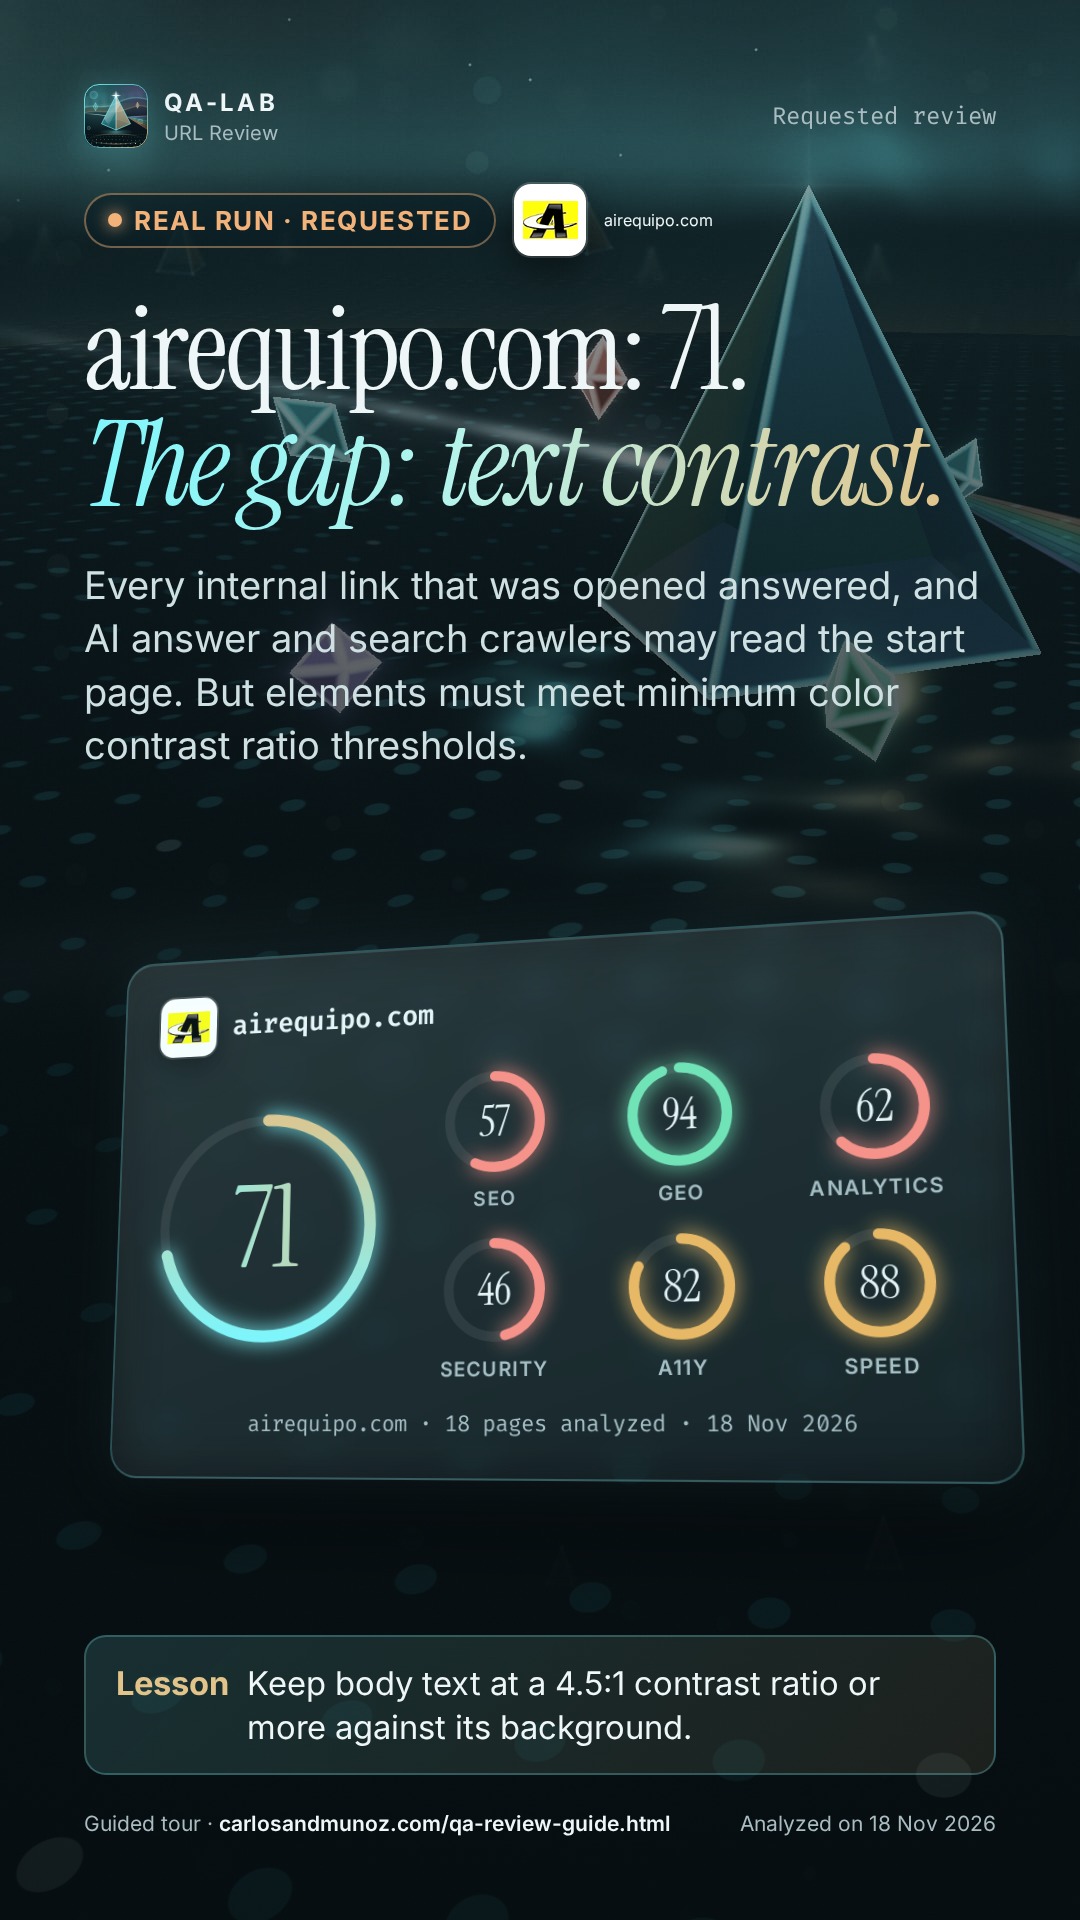 QA-LAB
URL Review
Requested review
REAL RUN · REQUESTED
airequipo.com
airequipo.com: 71.
The gap: text contrast.
Every internal link that was opened answered, and
AI answer and search crawlers may read the start
page. But elements must meet minimum color
contrast ratio thresholds.
airequipo.com
71
57
SEO
94
GEO
62
ANALYTICS
46
SECURITY
82
A11Y
88
SPEED
airequipo.com · 18 pages analyzed · 18 Nov 2026
Lesson Keep body text at a 4.5:1 contrast ratio or
more against its background.
Guided tour · carlosandmunoz.com/qa-review-guide.html
Analyzed on 18 Nov 2026